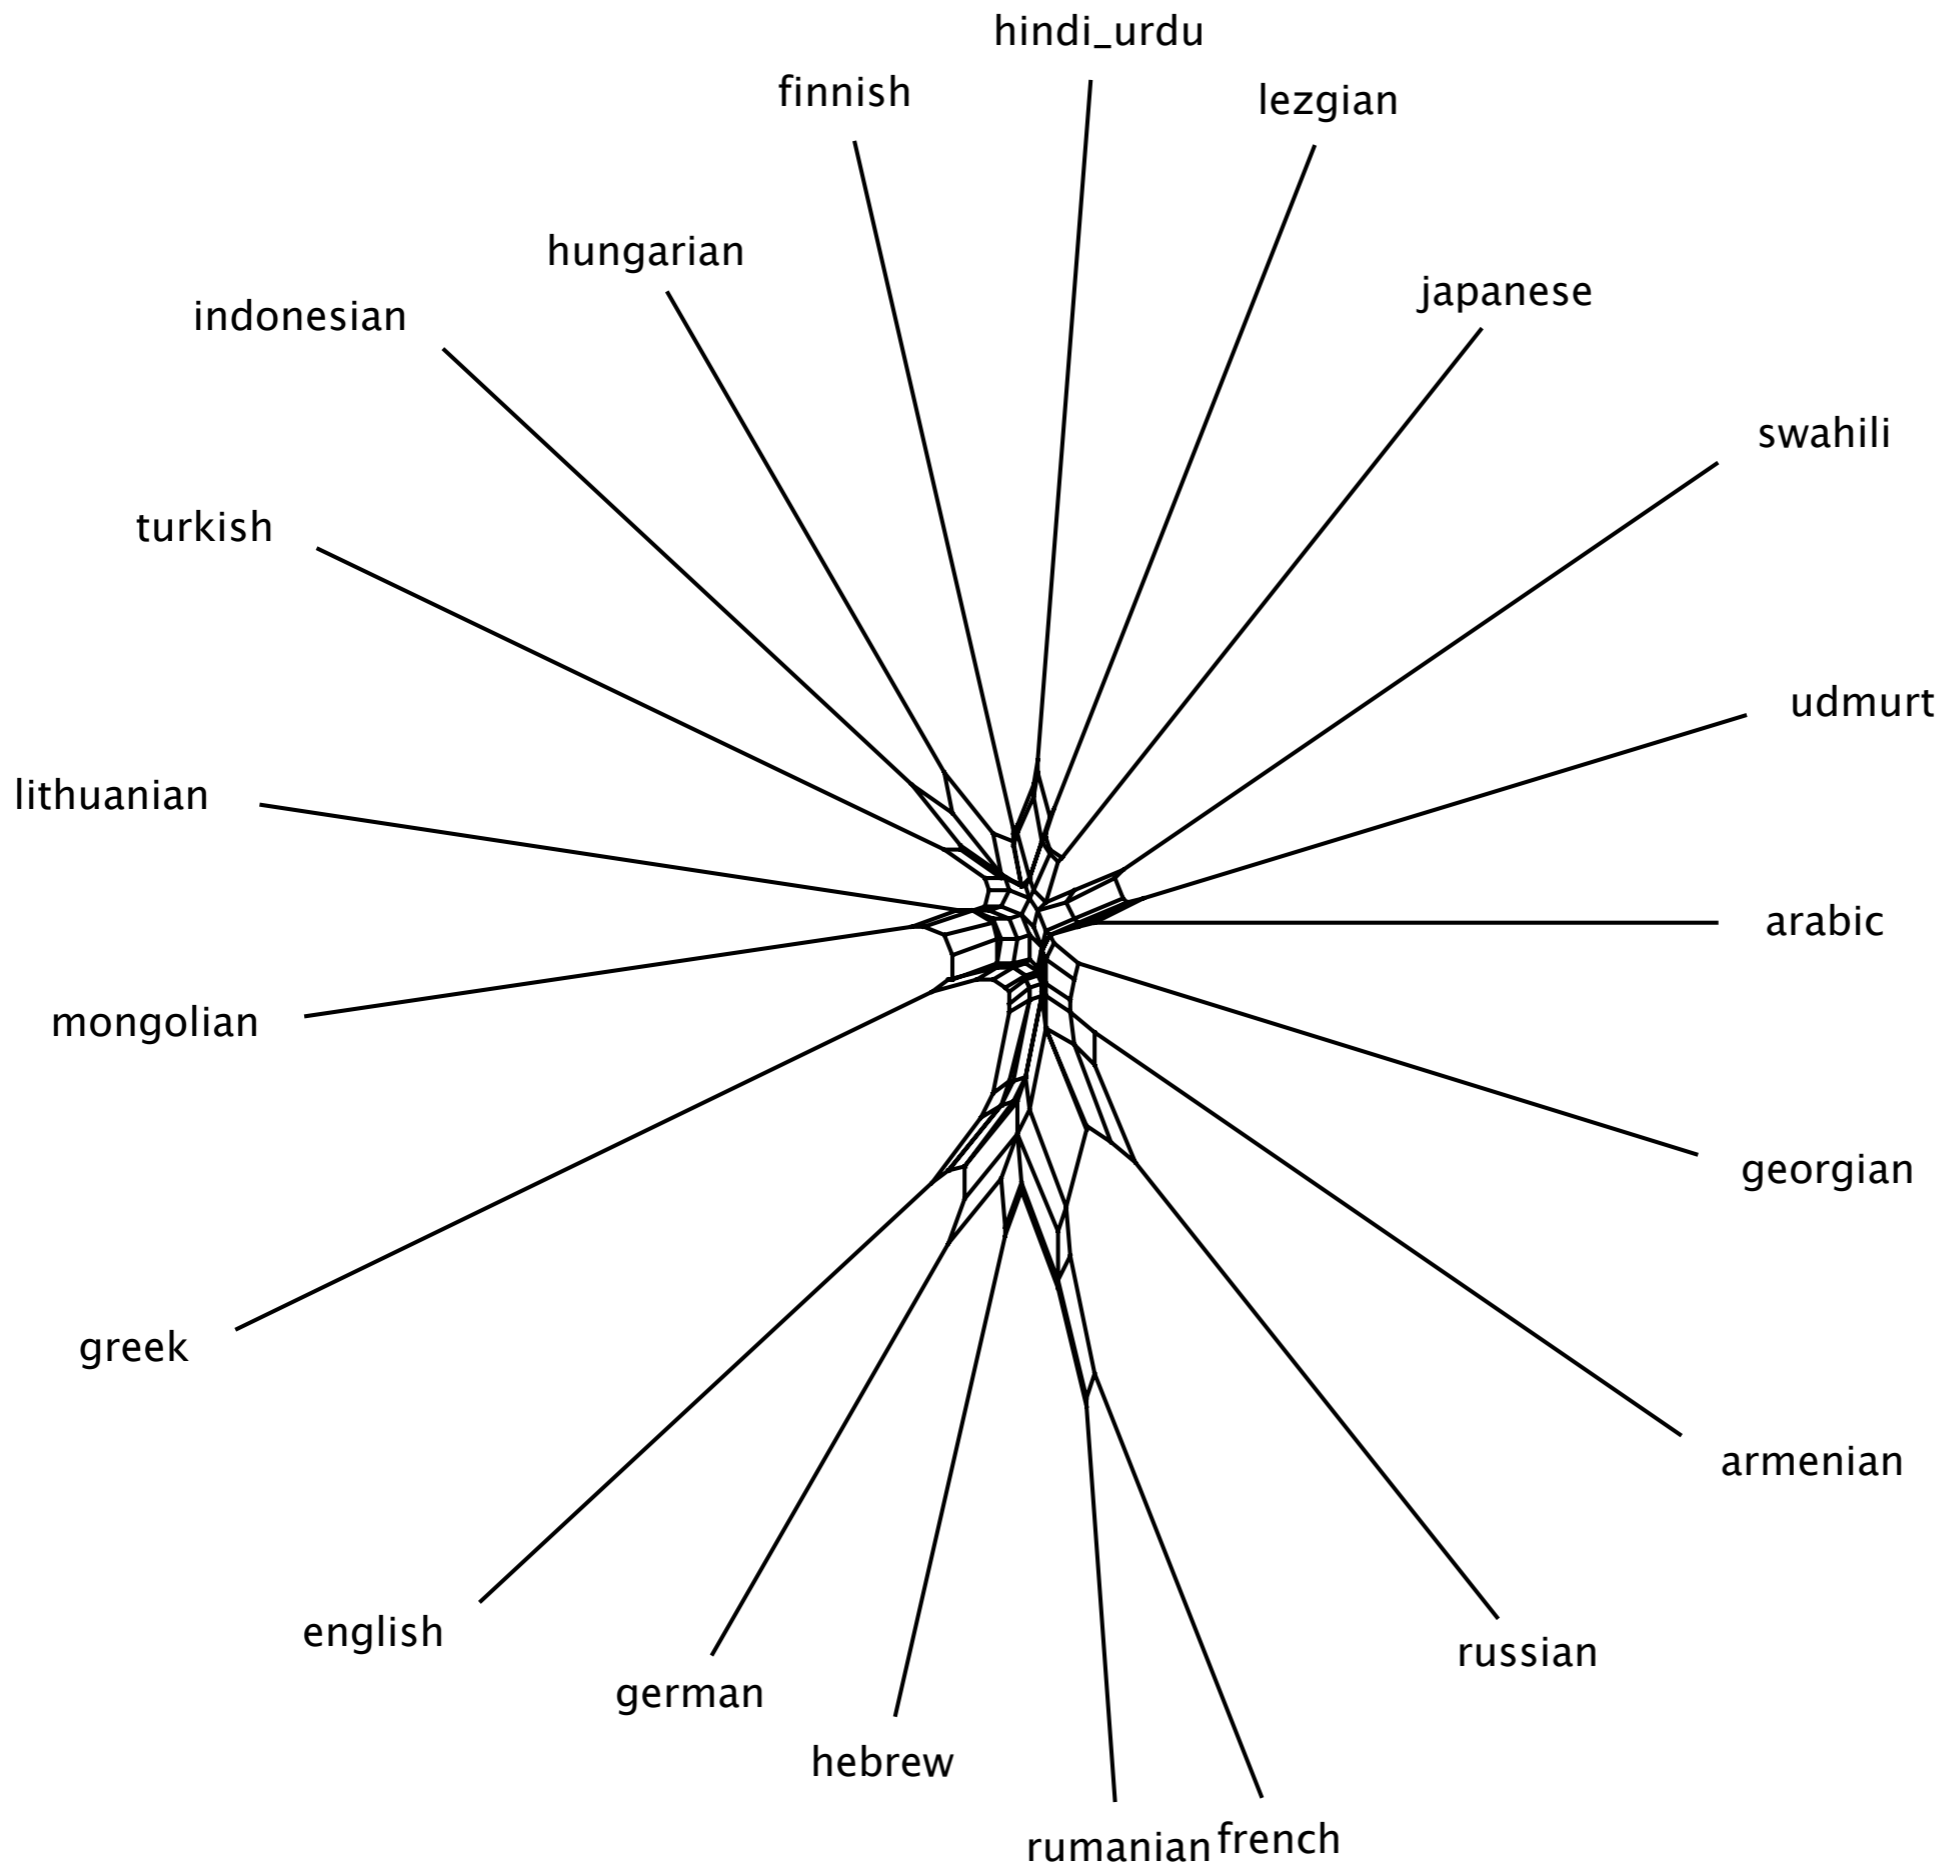 hindi_urdu
finnish
lezgian
hungarian
japanese
indonesian
swahili
turkish
udmurt
lithuanian
arabic
mongolian
georgian
greek
armenian
english
russian
german
hebrew
rumanian
french